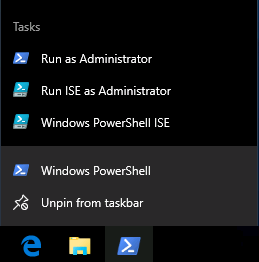 Tasks
Run as Administrator
Run ISE as Administrator
Windows PowerShell ISE
Windows PowerShell
Unpin from taskbar